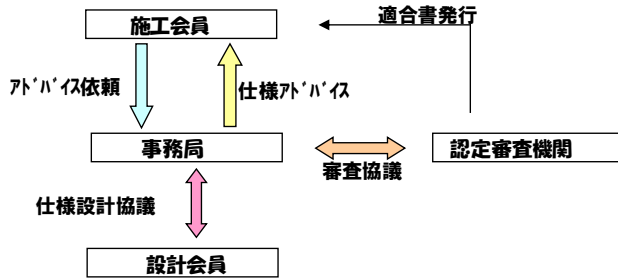 適合書発行
施工会員
ｱﾄﾞﾊﾞｲｽ依頼
仕様ｱﾄﾞﾊﾞｲｽ
事務局
認定審査機関
審査協議
仕様設計協議
設計会員